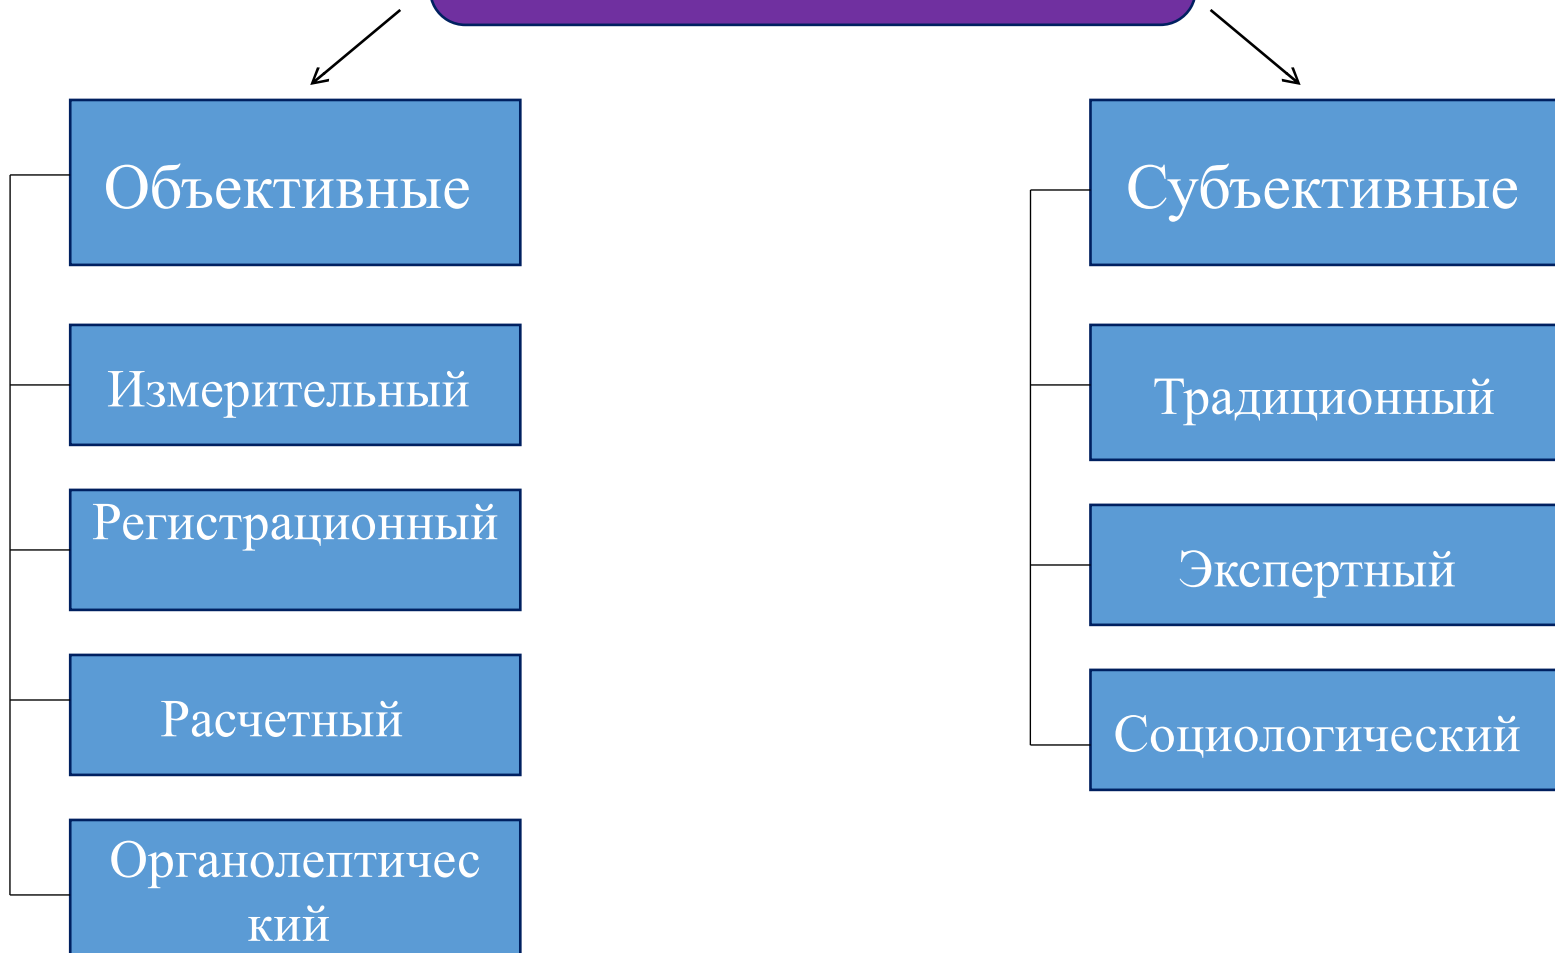 Объективные
Измерительный
Регистрационный
Расчетный
Органолептичес
кий
Субъективные
Традиционный
Экспертный
Социологический